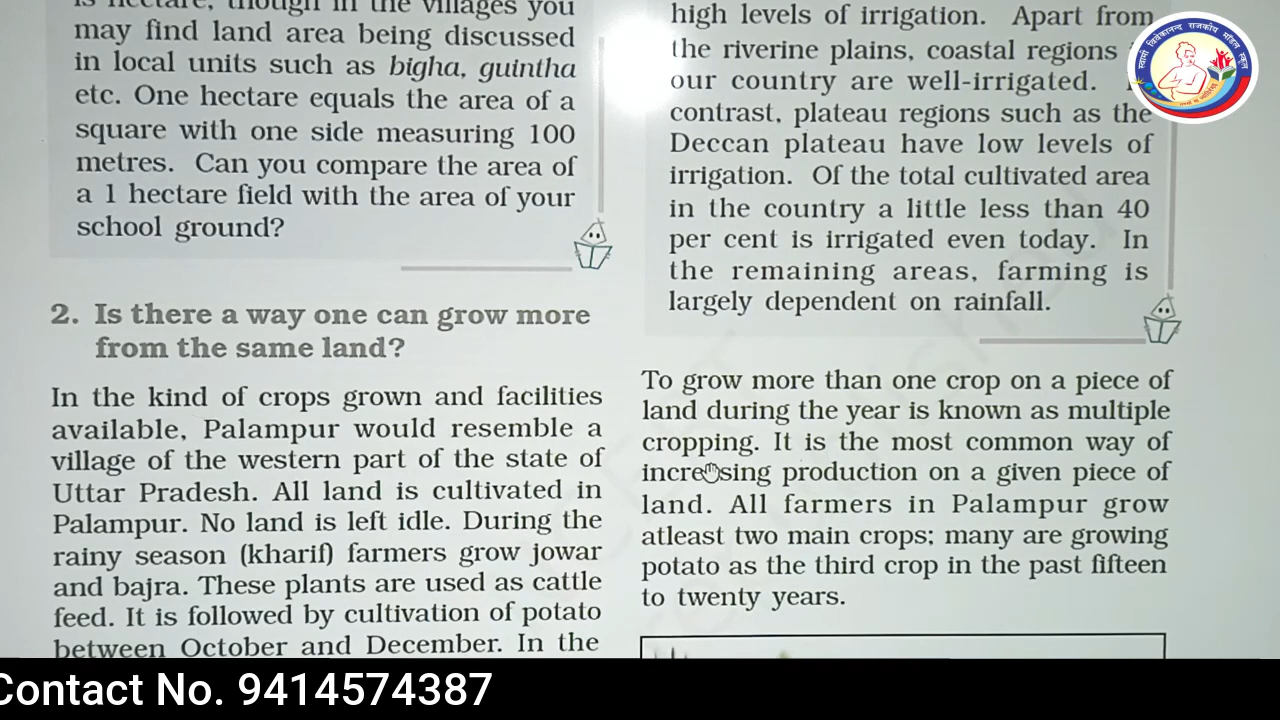 is hectare, though in the villages you
may find land area being discussed
in local units such as bigha, guintha
etc. One hectare equals the area of a
square with one side measuring 100
metres. Can you compare the area of
a 1 hectare field with the area of your
school ground?
2. Is there a way one can grow more
from the same land?
In the kind of crops grown and facilities
available, Palampur would resemble a
village of the western part of the state of
Uttar Pradesh. All land is cultivated in
Palampur. No land is left idle. During the
rainy season (kharif) farmers grow jowar
and bajra. These plants are used as cattle
feed. It is followed by cultivation of potato
between October and December. In the
high levels of irrigation. Apart from
the riverine plains, coastal regions
our country are well-irrigated.
contrast, plateau regions such as the
Deccan plateau have low levels of
irrigation. Of the total cultivated area
in the country a little less than 40
per cent is irrigated even today. In
the remaining areas, farming is
largely dependent on rainfall.
To grow more than one crop on a piece of
land during the year is known as multiple
cropping. It is the most common way of
increasing production on a given piece of
land. All farmers in Palampur grow
atleast two main crops; many are growing
potato as the third crop in the past fifteen
to twenty years.
स्वामी विवेकानन्द राजकीय मॉडल स्कूल
Contact No. 9414574387